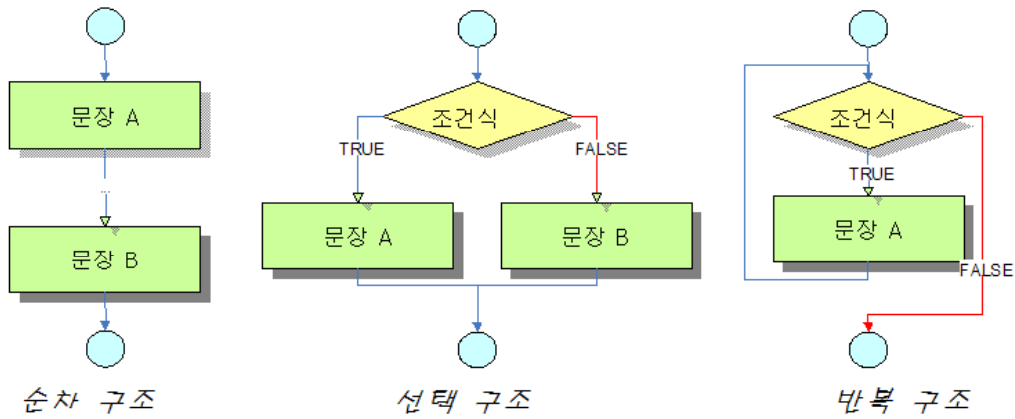 문장 A
...
문장 B
순차 구조
조건식
TRUE
FALSE
문장 A
문장 B
선택 구조
조건식
TRUE
문장 A
FALSE
반복 구조